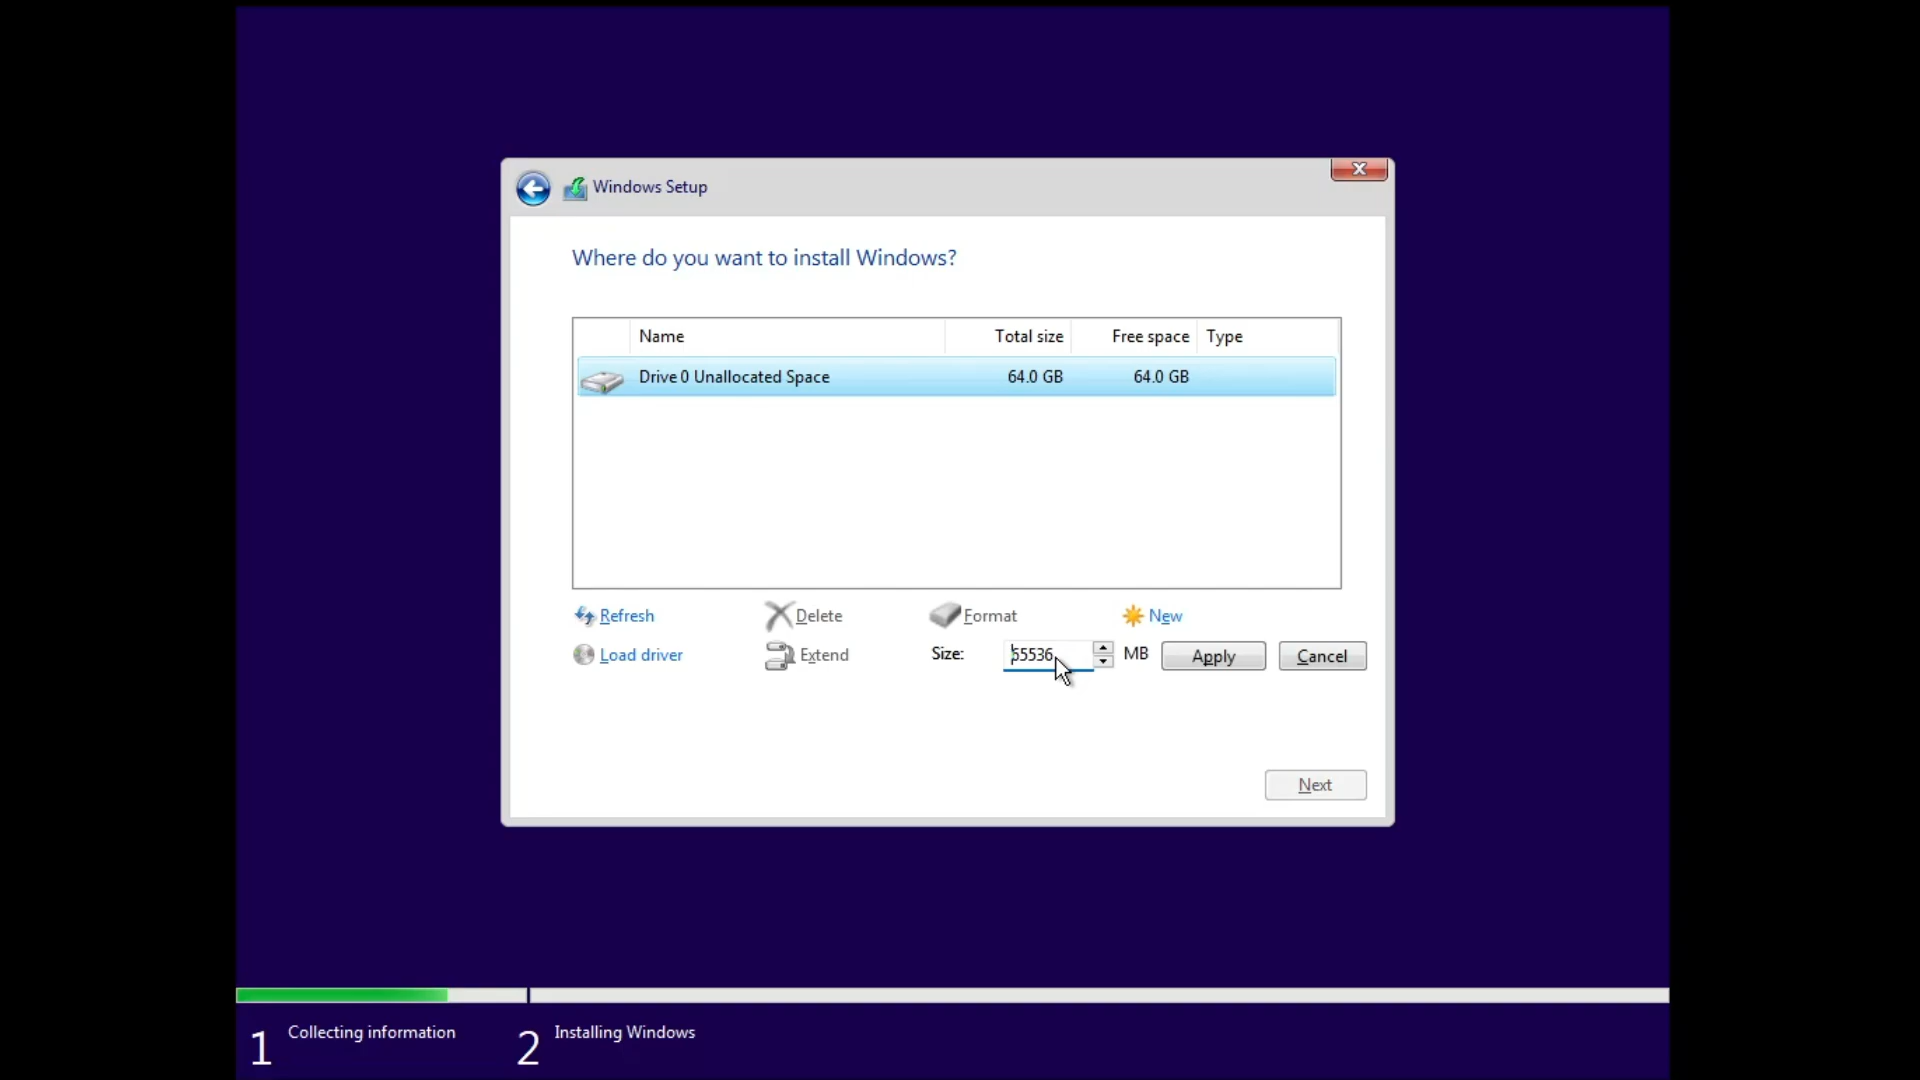 Windows Setup
Where do you want to install Windows?
Name Total size Free space Type
Drive 0 Unallocated Space 64.0 GB 64.0 GB
Refresh Delete Format New
Load driver Extend Size: 65536 MB Apply Cancel
Next
1 Collecting information 2 Installing Windows